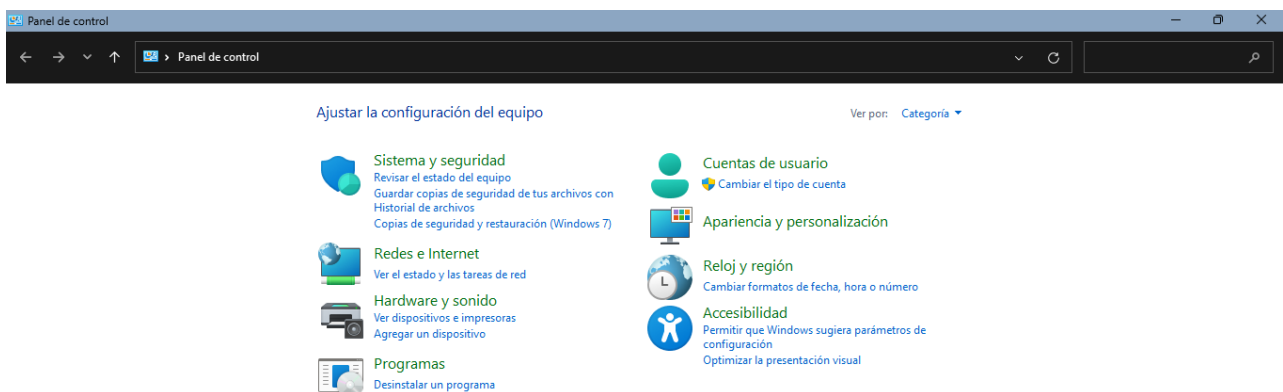 Panel de control
Panel de control
Ajustar la configuración del equipo
Ver por: Categoría
Sistema y seguridad
Revisar el estado del equipo
Guardar copias de seguridad de tus archivos con
Historial de archivos
Copias de seguridad y restauración (Windows 7)
Redes e Internet
Ver el estado y las tareas de red
Hardware y sonido
Ver dispositivos e impresoras
Agregar un dispositivo
Programas
Desinstalar un programa
Cuentas de usuario
Cambiar el tipo de cuenta
Apariencia y personalización
Reloj y región
Cambiar formatos de fecha, hora o número
Accesibilidad
Permitir que Windows sugiera parámetros de
configuración
Optimizar la presentación visual